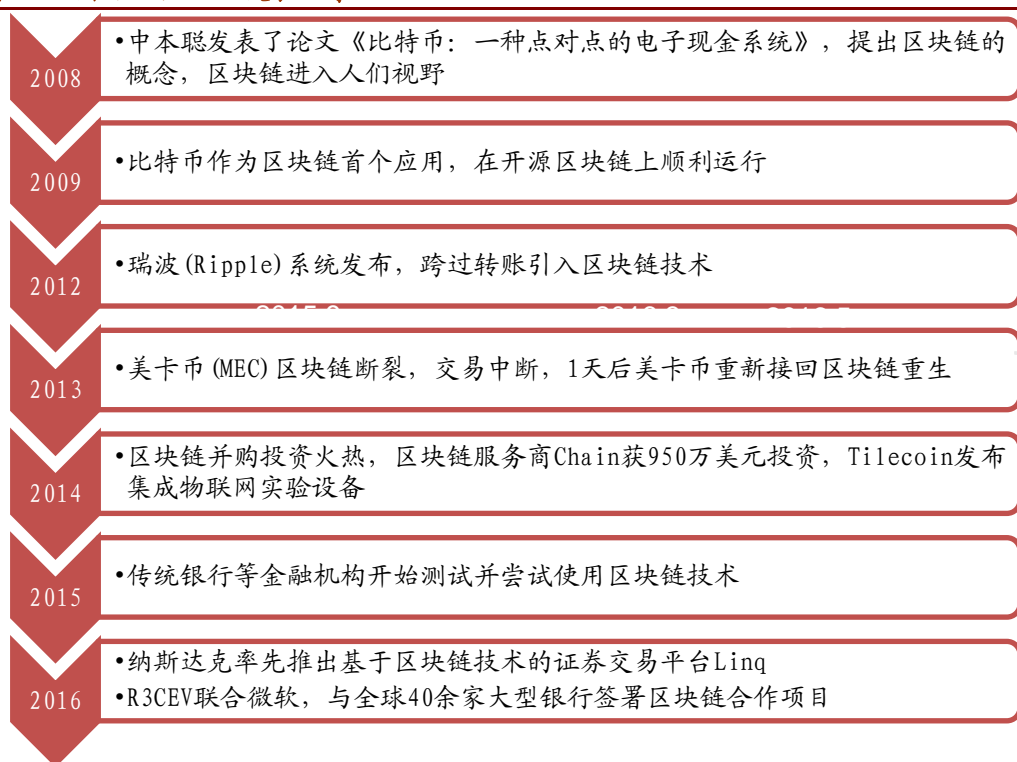 •中本聪发表了论文《比特币：一种点对点的电子现金系统》，提出区块链的
概念，区块链进入人们视野
2008
•比特币作为区块链首个应用，在开源区块链上顺利运行
2009
•瑞波(Ripple)系统发布，跨过转账引入区块链技术
2012
•美卡币(MEC)区块链断裂，交易中断，1天后美卡币重新接回区块链重生
2013
•区块链并购投资火热，区块链服务商Chain获950万美元投资，Tilecoin发布
集成物联网实验设备
2014
•传统银行等金融机构开始测试并尝试使用区块链技术
2015
•纳斯达克率先推出基于区块链技术的证券交易平台Linq
•R3CEV联合微软，与全球40余家大型银行签署区块链合作项目
2016